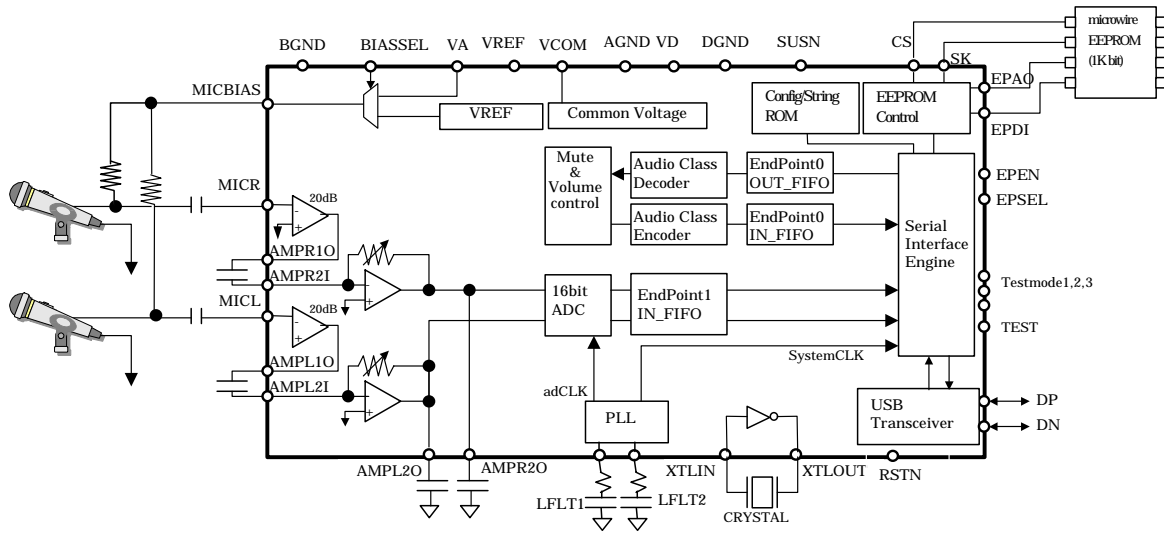 microwire
EEPROM
(1K bit)
BGND
BIASSEL
VA
VREF
VCOM
AGND
VD
DGND
SUSN
CS
SK
EPAO
EPDI
MICBIAS
VREF
Common Voltage
Config/String
ROM
EEPROM
Control
Mute
&
Volume
control
Audio Class
Decoder
EndPoint0
OUT_FIFO
EPEN
EPSEL
MICR
20dB
Audio Class
Encoder
EndPoint0
IN_FIFO
Serial
Interface
Engine
AMPR1O
AMPR2I
16bit
ADC
EndPoint1
IN_FIFO
Testmode1,2,3
MICL
20dB
TEST
AMPL1O
AMPL2I
SystemCLK
adCLK
PLL
USB
Transceiver
DP
DN
AMPL2O
AMPR2O
XTLIN
XTLOUT
RSTN
LFLT1
LFLT2
CRYSTAL